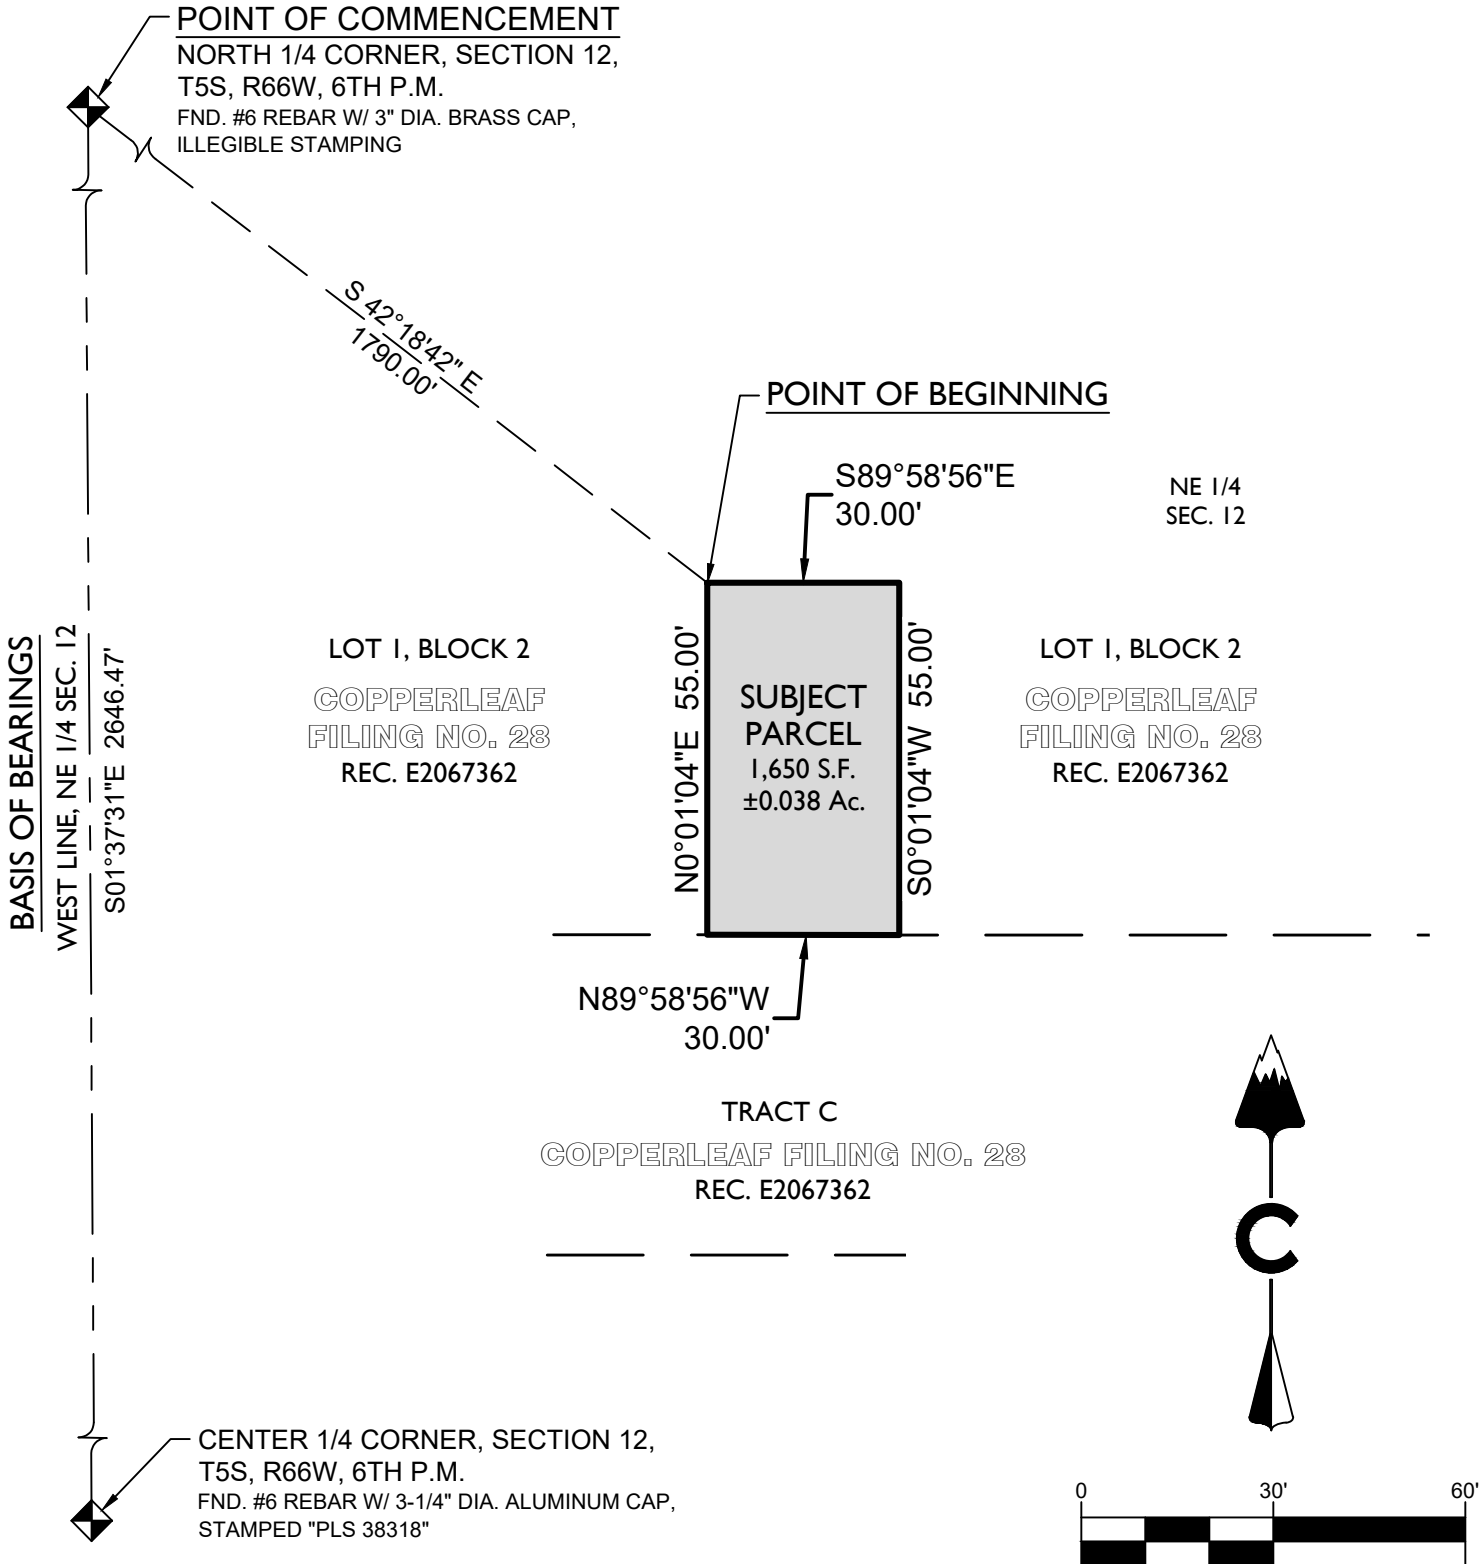 POINT OF COMMENCEMENT
NORTH 1/4 CORNER, SECTION 12,
T5S, R66W, 6TH P.M.
FND. #6 REBAR W/ 3" DIA. BRASS CAP,
ILLEGIBLE STAMPING
S 42°18'42" E
1790.00'
POINT OF BEGINNING
S89°58'56"E
30.00'
NE 1/4
SEC. 12
BASIS OF BEARINGS
WEST LINE, NE 1/4 SEC. 12
S01°37'31"E 2646.47'
LOT 1, BLOCK 2
COPPERLEAF
FILING NO. 28
REC. E2067362
N0°01'04"E 55.00'
SUBJECT
PARCEL
1,650 S.F.
±0.038 Ac.
S0°01'04"W 55.00'
LOT 1, BLOCK 2
COPPERLEAF
FILING NO. 28
REC. E2067362
N89°58'56"W
30.00'
TRACT C
COPPERLEAF FILING NO. 28
REC. E2067362
C
CENTER 1/4 CORNER, SECTION 12,
T5S, R66W, 6TH P.M.
FND. #6 REBAR W/ 3-1/4" DIA. ALUMINUM CAP,
STAMPED "PLS 38318"
0 30' 60'